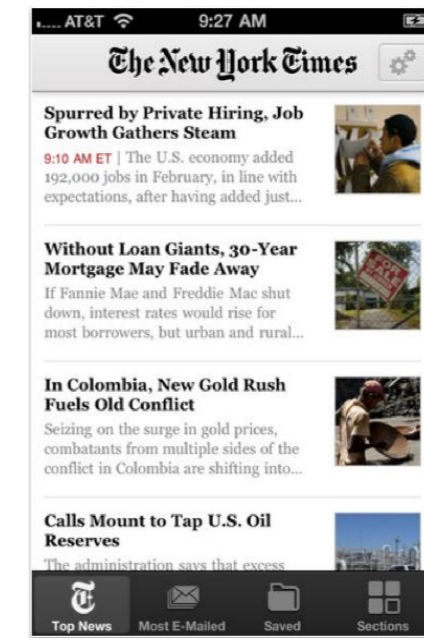 AT&T 9:27 AM
The New York Times
Spurred by Private Hiring, Job
Growth Gathers Steam
9:10 AM ET | The U.S. economy added
192,000 jobs in February, in line with
expectations, after having added just...
Without Loan Giants, 30-Year
Mortgage May Fade Away
If Fannie Mae and Freddie Mac shut
down, interest rates would rise for
most borrowers, but urban and rural...
In Colombia, New Gold Rush
Fuels Old Conflict
Seizing on the surge in gold prices,
combatants from multiple sides of the
conflict in Colombia are shifting into...
Calls Mount to Tap U.S. Oil
Reserves
The administration says that excess
Top News Most E-Mailed Saved Sections